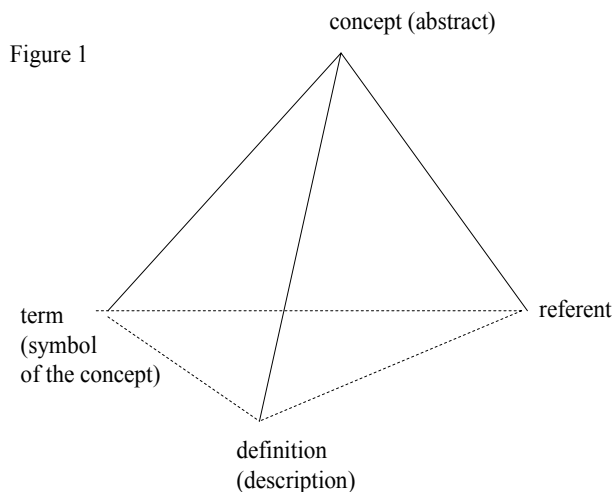 concept (abstract)
Figure 1
term
(symbol
of the concept)
referent
definition
(description)